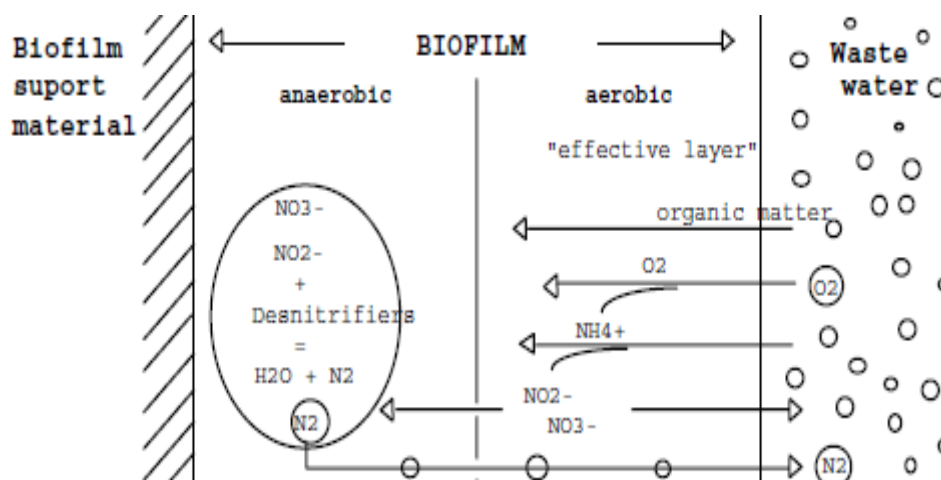 Biofilm
suport
material
BIOFILM
anaerobic
aerobic
"effective layer"
Waste
water
organic matter
O2
O2
NH4+
NO2-
NO3-
NO3-
NO2-
+
Desnitrifiers
=
H2O + N2
N2
N2